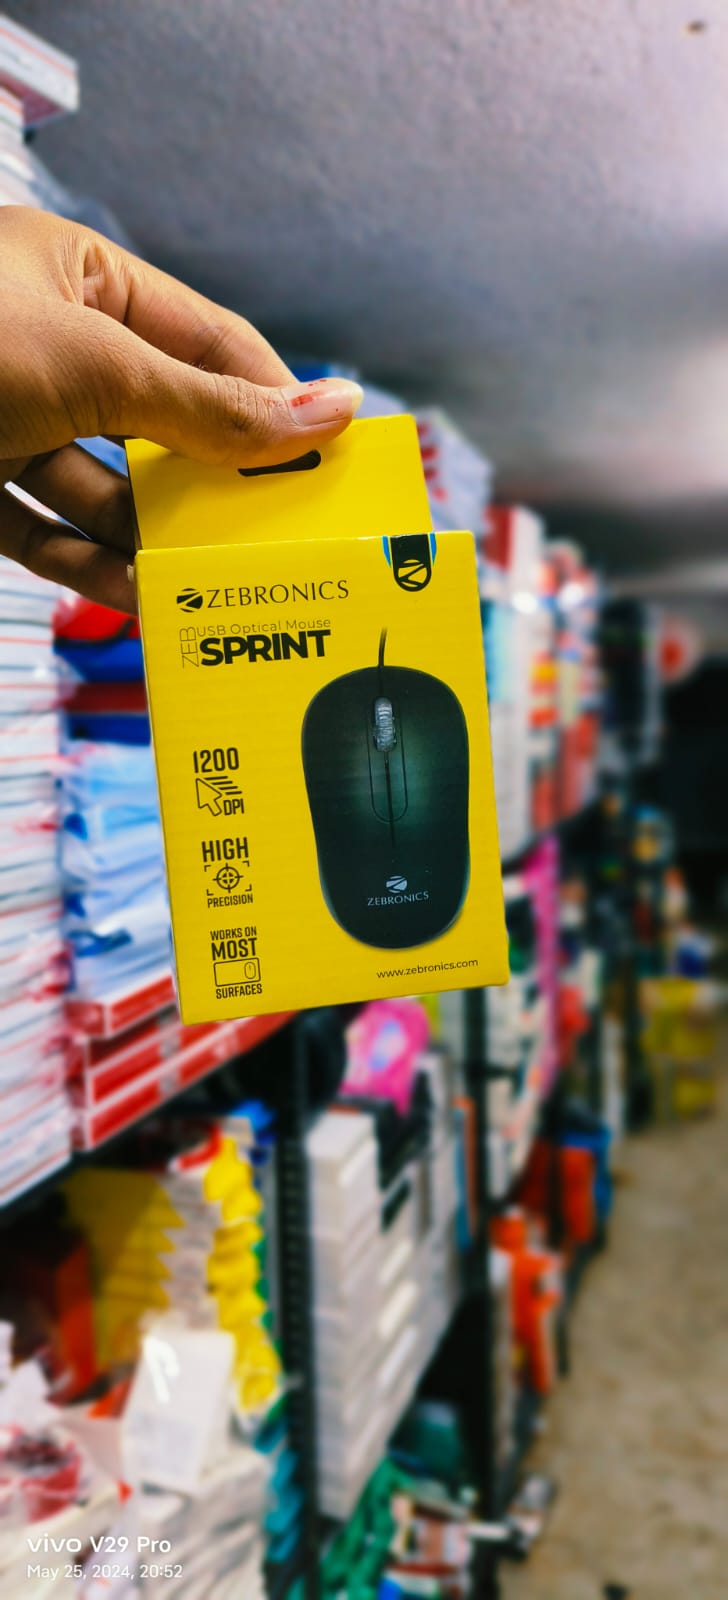 ZEBRONICS
ZEB
USB Optical Mouse
SPRINT
1200
DPI
HIGH
PRECISION
WORKS ON
MOST
SURFACES
ZEBRONICS
www.zebronics.com
vivo V29 Pro
May 25, 2024, 20:52